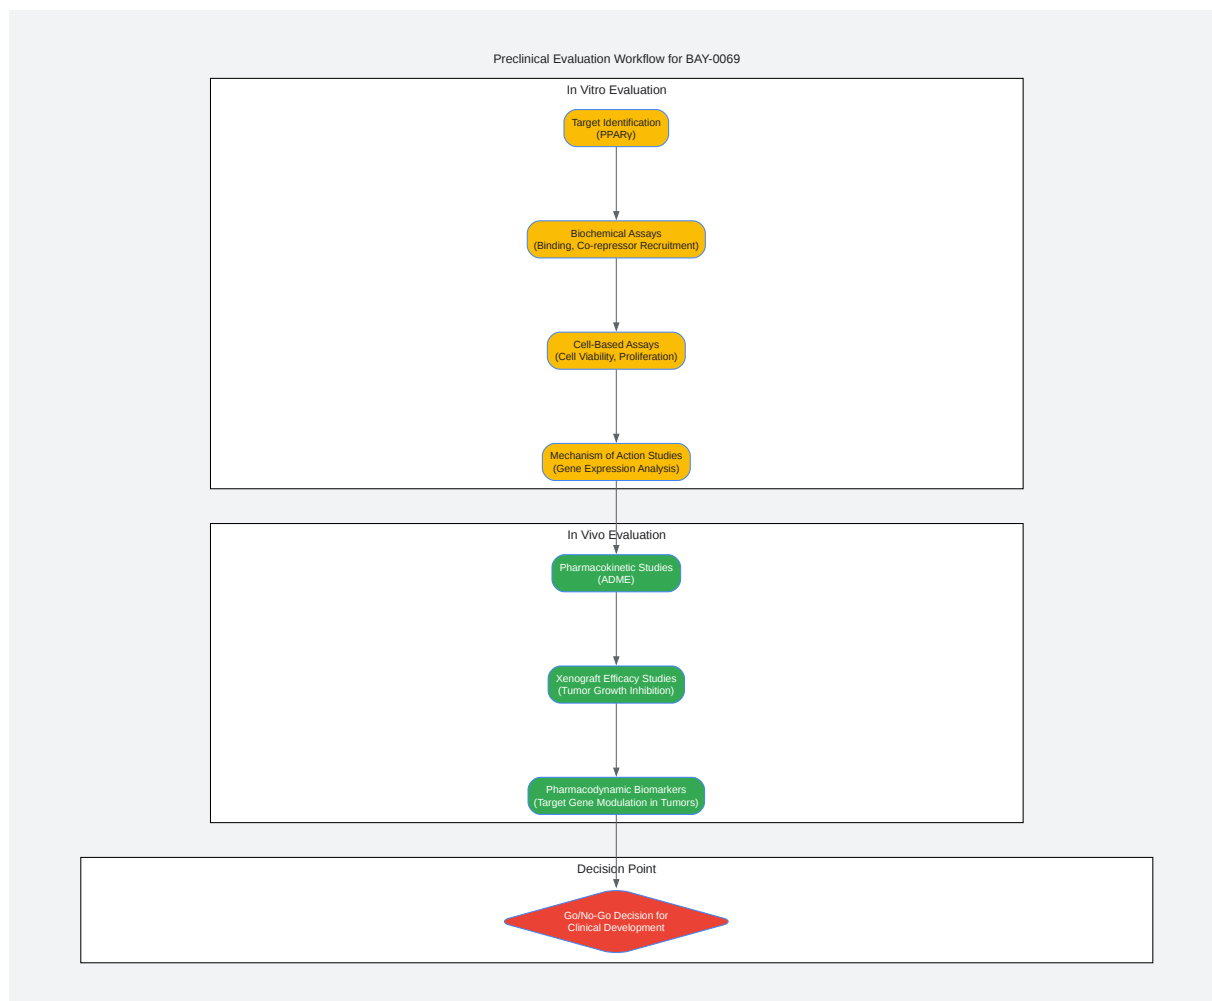 Preclinical Evaluation Workflow for BAY-0069
In Vitro Evaluation
Target Identification
(PPARγ)
Biochemical Assays
(Binding, Co-repressor Recruitment)
Cell-Based Assays
(Cell Viability, Proliferation)
Mechanism of Action Studies
(Gene Expression Analysis)
In Vivo Evaluation
Pharmacokinetic Studies
(ADME)
Xenograft Efficacy Studies
(Tumor Growth Inhibition)
Pharmacodynamic Biomarkers
(Target Gene Modulation in Tumors)
Decision Point
Go/No-Go Decision for
Clinical Development